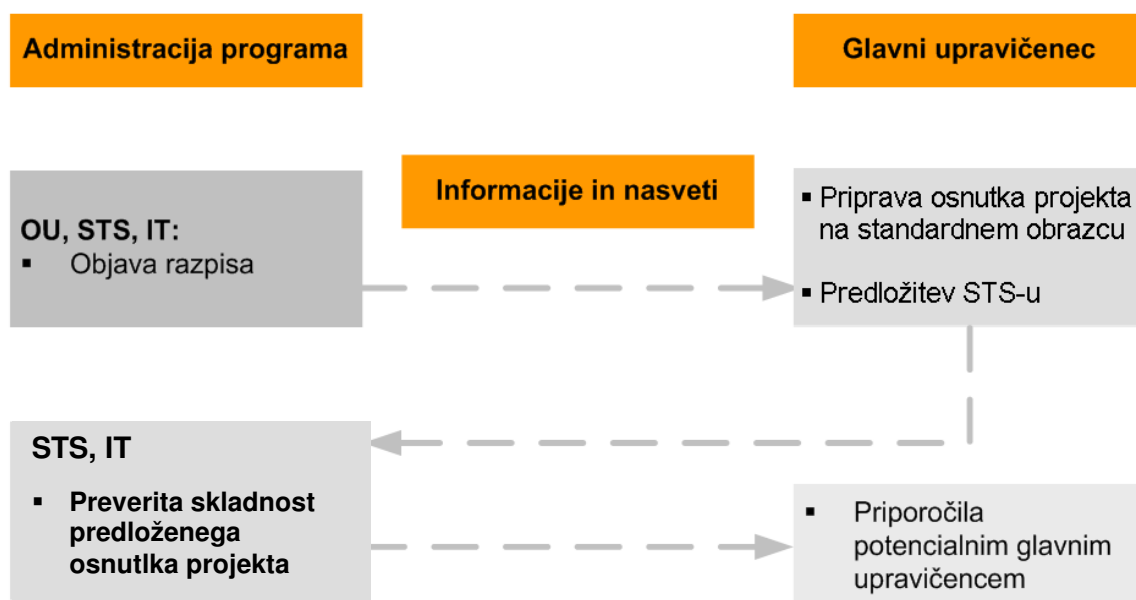 Administracija programa
Glavni upravičenec
Informacije in nasveti
OU, STS, IT:
▪ Objava razpisa
▪ Priprava osnutka projekta
na standardnem obrazcu
▪ Predložitev STS-u
STS, IT
▪ Preverita skladnost
predloženega
osnutlka projekta
▪ Priporočila
potencialnim glavnim
upravičencem